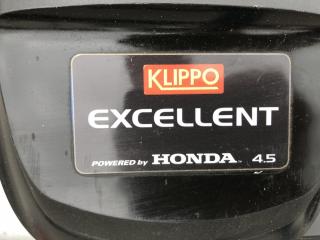 KLIPPO
EXCELLENT
POWERED by HONDA 4.5